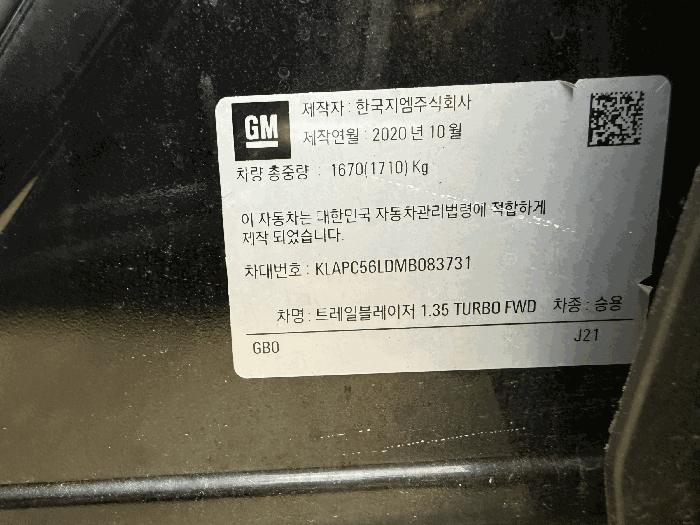 GM
제작자 : 한국지엠주식회사
제작연월 : 2020 년 10 월
차량 총중량 : 1670(1710) Kg
이 자동차는 대한민국 자동차관리법령에 적합하게
제작 되었습니다.
차대번호 : KLAPC56LDMB083731
차명 : 트레일블레이저 1.35 TURBO FWD 차종 : 승용
GB0 J21